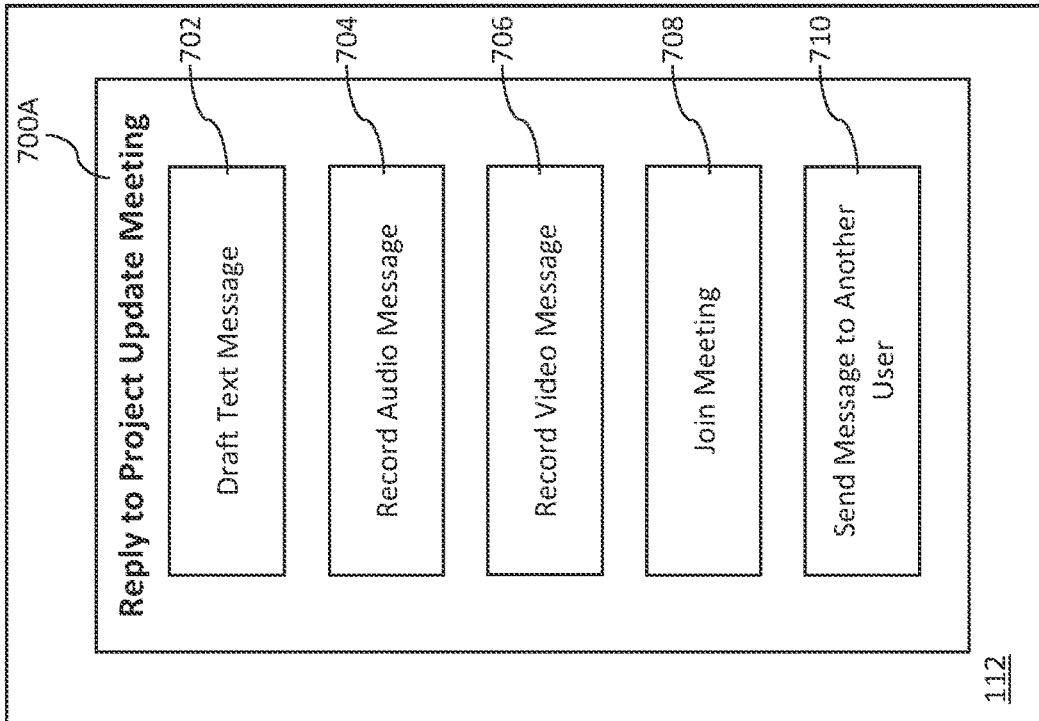 700A
Reply to Project Update Meeting
Draft Text Message
702
Record Audio Message
704
Record Video Message
706
Join Meeting
708
Send Message to Another
User
710
112